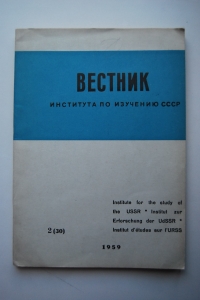 ВЕСТНИК
ИНСТИТУТА ПО ИЗУЧЕНИЮ СССР
Institute for the study of
the USSR * Institut zur
Erforschung der UdSSR *
Institut d'études sur l'URSS
2 (30)
1959